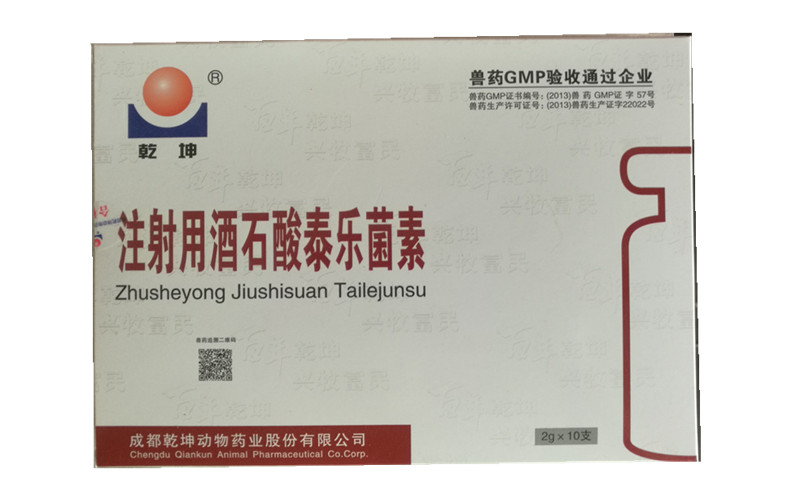 ®
乾坤
兽药GMP验收通过企业
兽药GMP证书编号: (2013)兽 药 GMP证 字 57号
兽药生产许可证号: (2013)兽药生产证字22022号
注射用酒石酸泰乐菌素
Zhusheyong Jiushisuan Tailejunsu
兽药追溯二维码
2g×10支
成都乾坤动物药业股份有限公司
Chengdu Qiankun Animal Pharmaceutical Co.Corp.